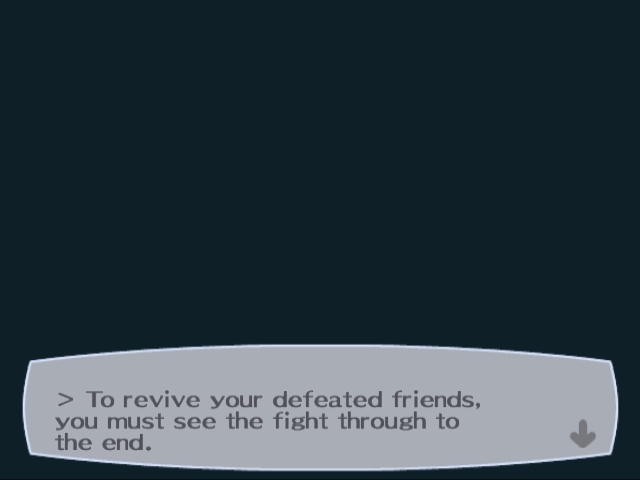 > To revive your defeated friends,
you must see the fight through to
the end.